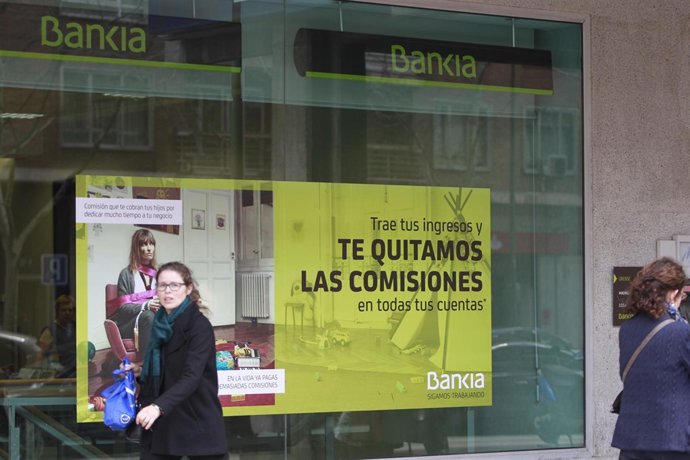 Bankia
Bankia
Comisión que te cobran tus hijos por
dedicar mucho tiempo a tu negocio
Trae tus ingresos y
TE QUITAMOS
LAS COMISIONES
en todas tus cuentas*
EN LA VIDA YA PAGAS
DEMASIADAS COMISIONES
Bankia
SIGAMOS TRABAJANDO
Bankia